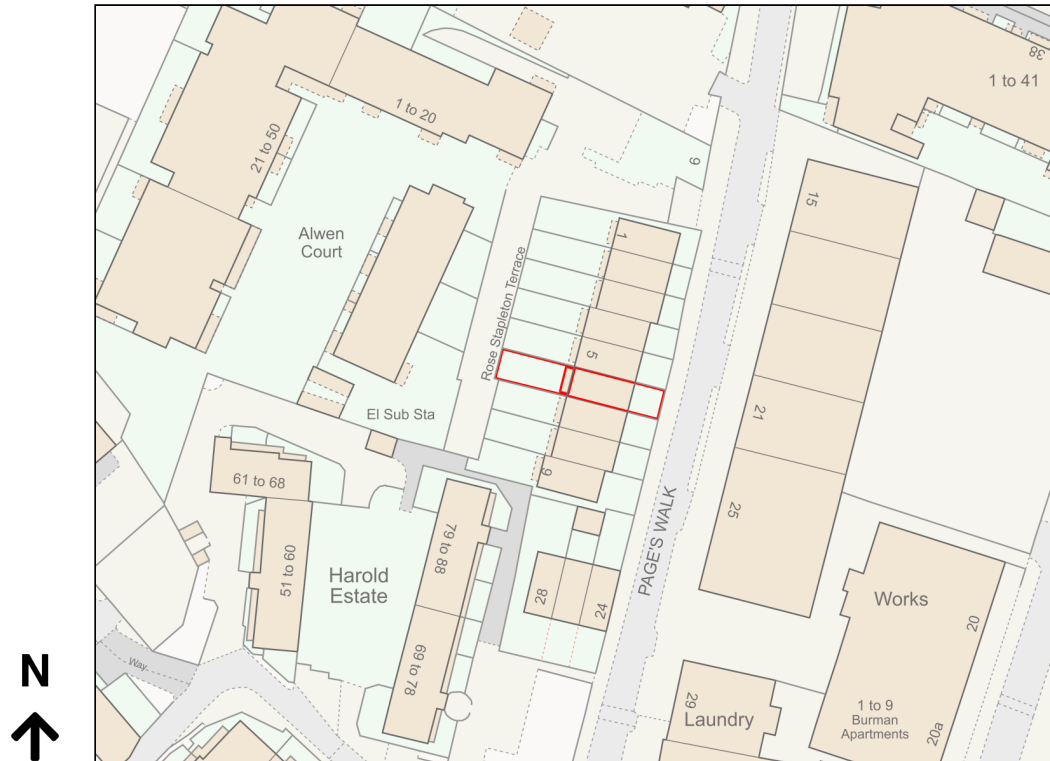 38
1 to 41
1 to 20
21 to 50
9
15
Alwen
Court
1
Rose Stapleton Terrace
5
21
El Sub Sta
9
61 to 68
25
79 to 88
PAGE'S WALK
51 to 60
Harold
Estate
28
24
Works
20
69 to 78
Way
N
29
Laundry
1 to 9
Burman
Apartments
20a